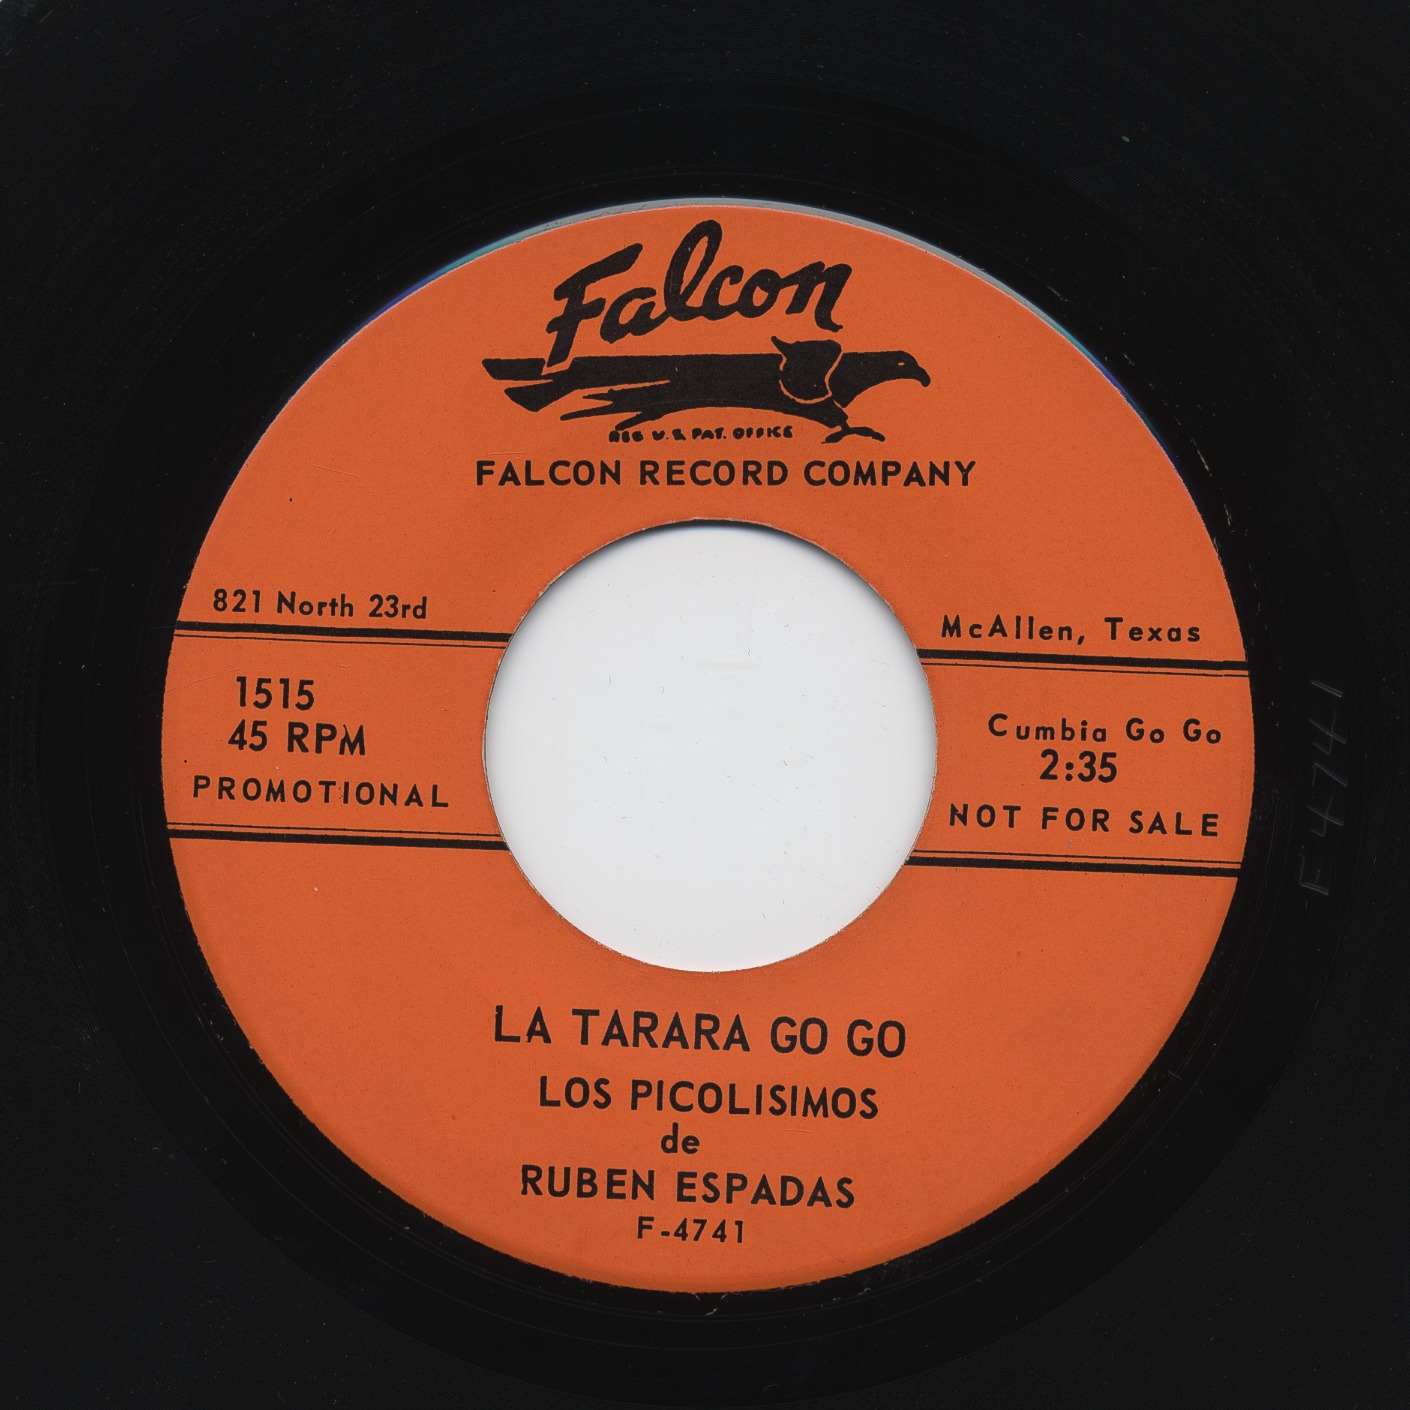 Falcon
REG U.S. PAT. OFFICE
FALCON RECORD COMPANY
821 North 23rd
McAllen, Texas
1515
45 RPM
PROMOTIONAL
Cumbia Go Go
2:35
NOT FOR SALE
LA TARARA GO GO
LOS PICOLISIMOS
de
RUBEN ESPADAS
F-4741
F 4741